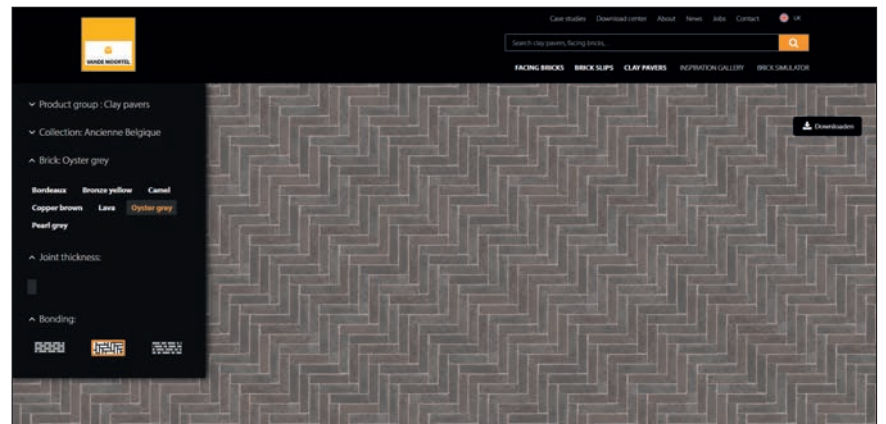 Case studies Download center About News Jobs Contact UK
Search clay pavers, facing bricks, ...
VANDE MOORTEL
FACING BRICKS BRICK SLIPS CLAY PAVERS INSPIRATION GALLERY BRICK SIMULATOR
Product group : Clay pavers
Downloaden
Collection: Ancienne Belgique
Brick: Oyster grey
Bordeaux Bronze yellow Camel
Copper brown Lava Oyster grey
Pearl grey
Joint thickness:
Bonding: